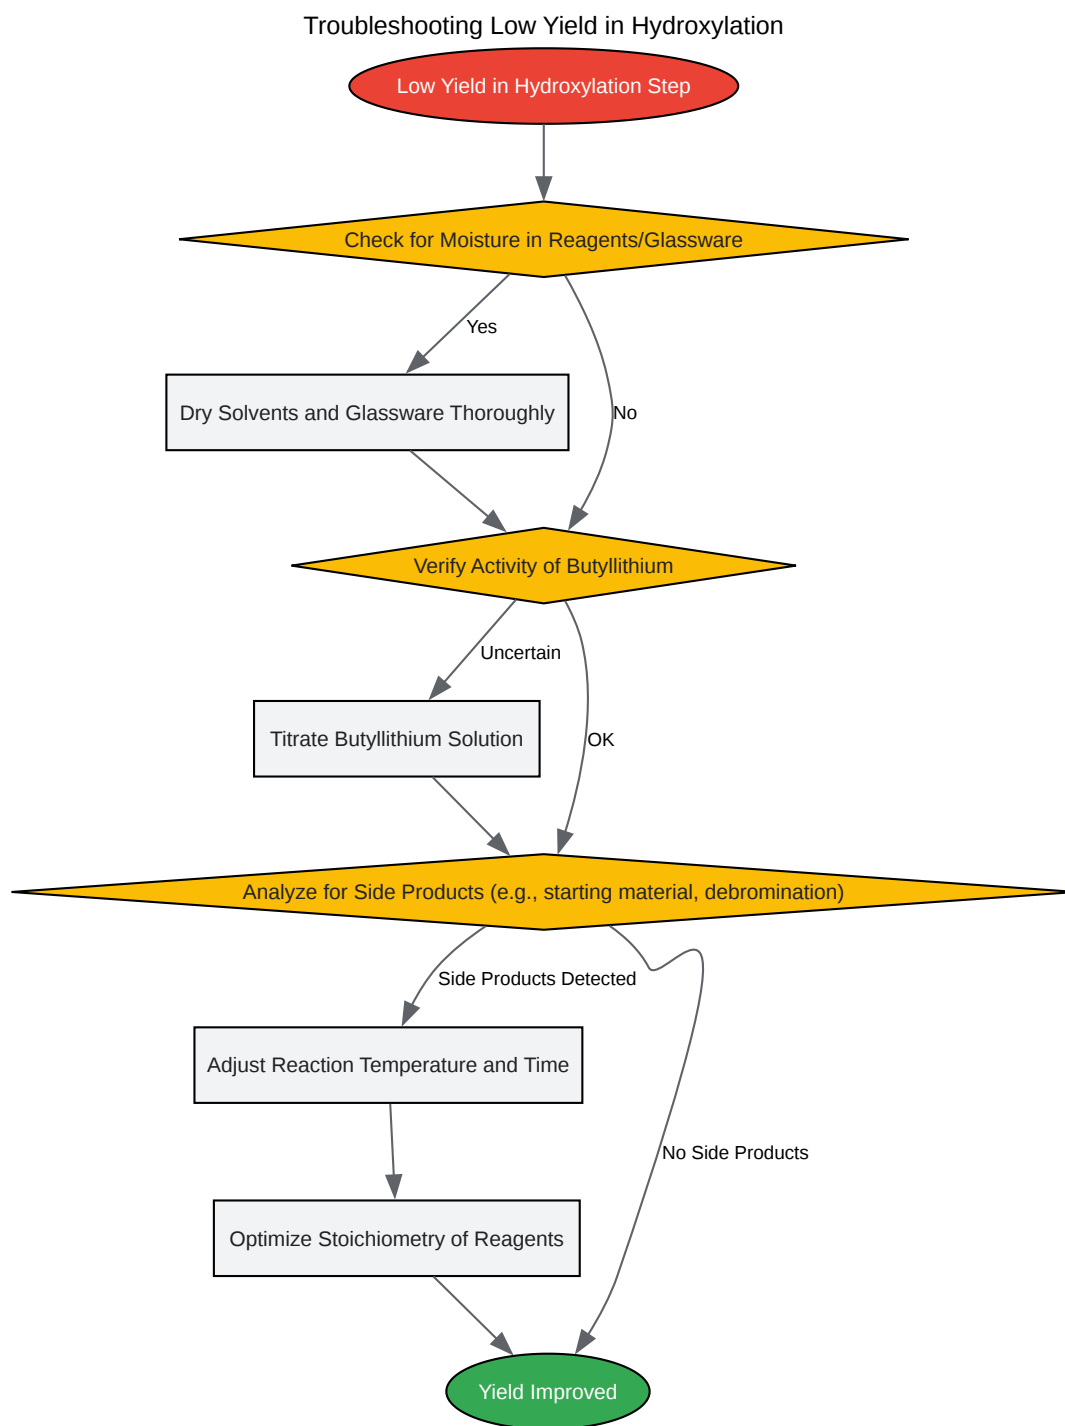 Troubleshooting Low Yield in Hydroxylation
Low Yield in Hydroxylation Step
Check for Moisture in Reagents/Glassware
Yes
Dry Solvents and Glassware Thoroughly
No
Verify Activity of Butyllithium
Uncertain
Titrate Butyllithium Solution
OK
Analyze for Side Products (e.g., starting material, debromination)
Side Products Detected
Adjust Reaction Temperature and Time
No Side Products
Optimize Stoichiometry of Reagents
Yield Improved